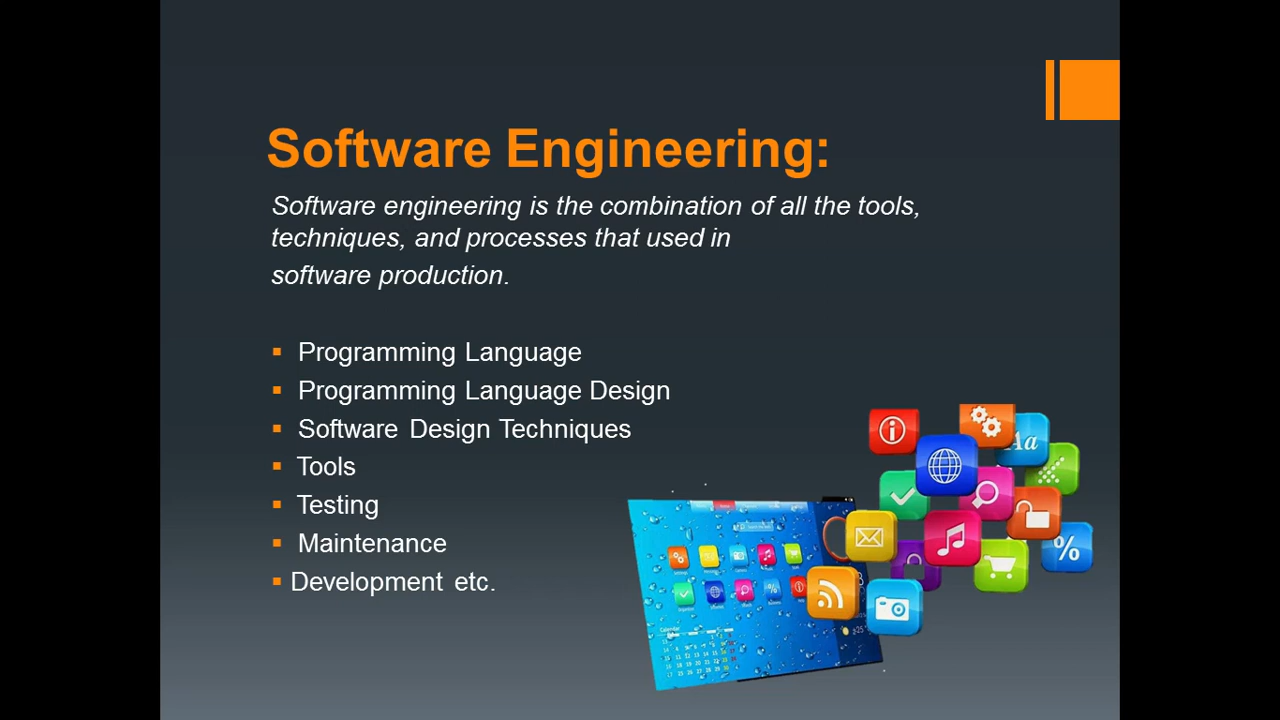 Software Engineering:
Software engineering is the combination of all the tools,
techniques, and processes that used in
software production.
Programming Language
Programming Language Design
Software Design Techniques
Tools
Testing
Maintenance
Development etc.
Aa
%